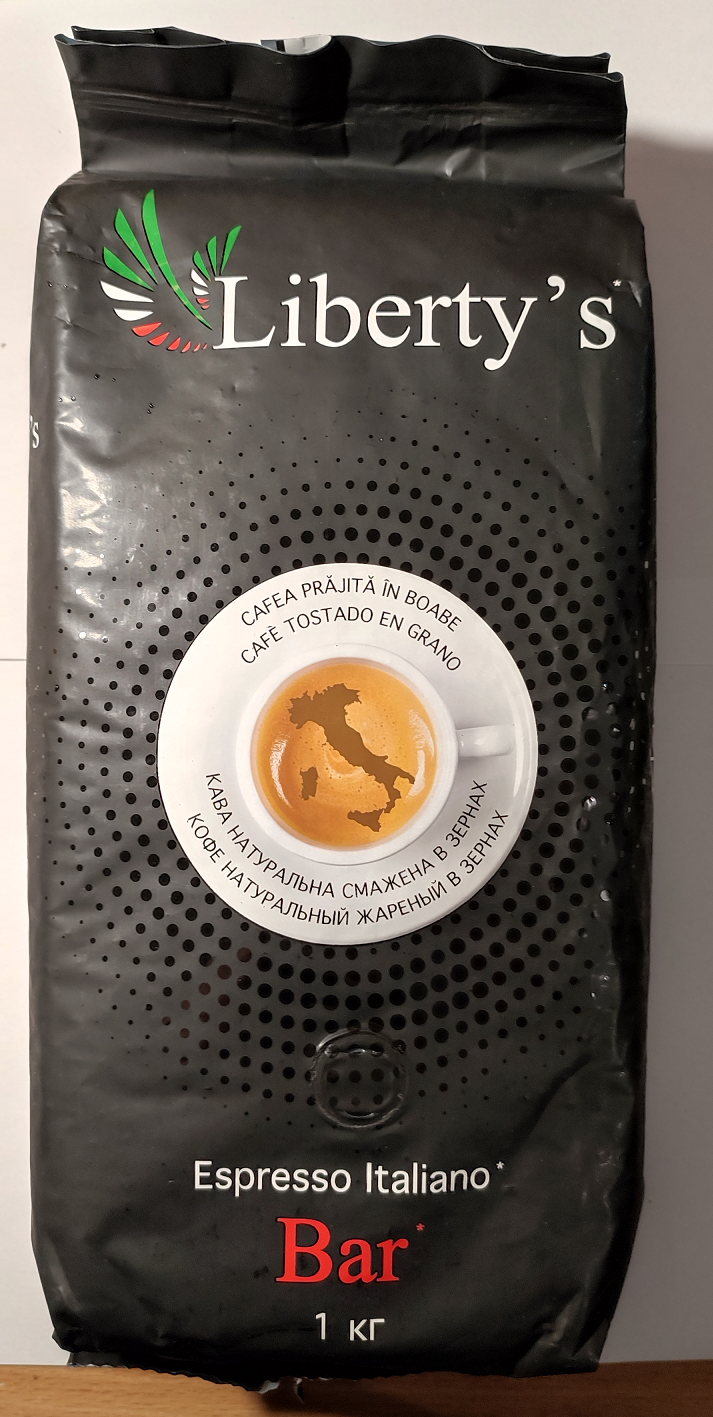 Liberty's*
's
CAFEA PRĂJITĂ ÎN BOABE
CAFÈ TOSTADO EN GRANO
КАВА НАТУРАЛЬНА СМАЖЕНА В ЗЕРНАХ
КОФЕ НАТУРАЛЬНЫЙ ЖАРЕНЫЙ В ЗЕРНАХ
Espresso Italiano*
Bar*
1 кг